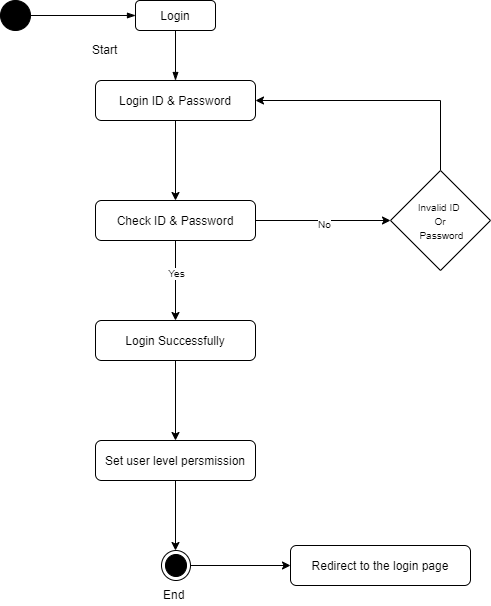 Login
Start
Login ID & Password
Check ID & Password
No
Invalid ID
Or
Password
Yes
Login Successfully
Set user level persmission
Redirect to the login page
End